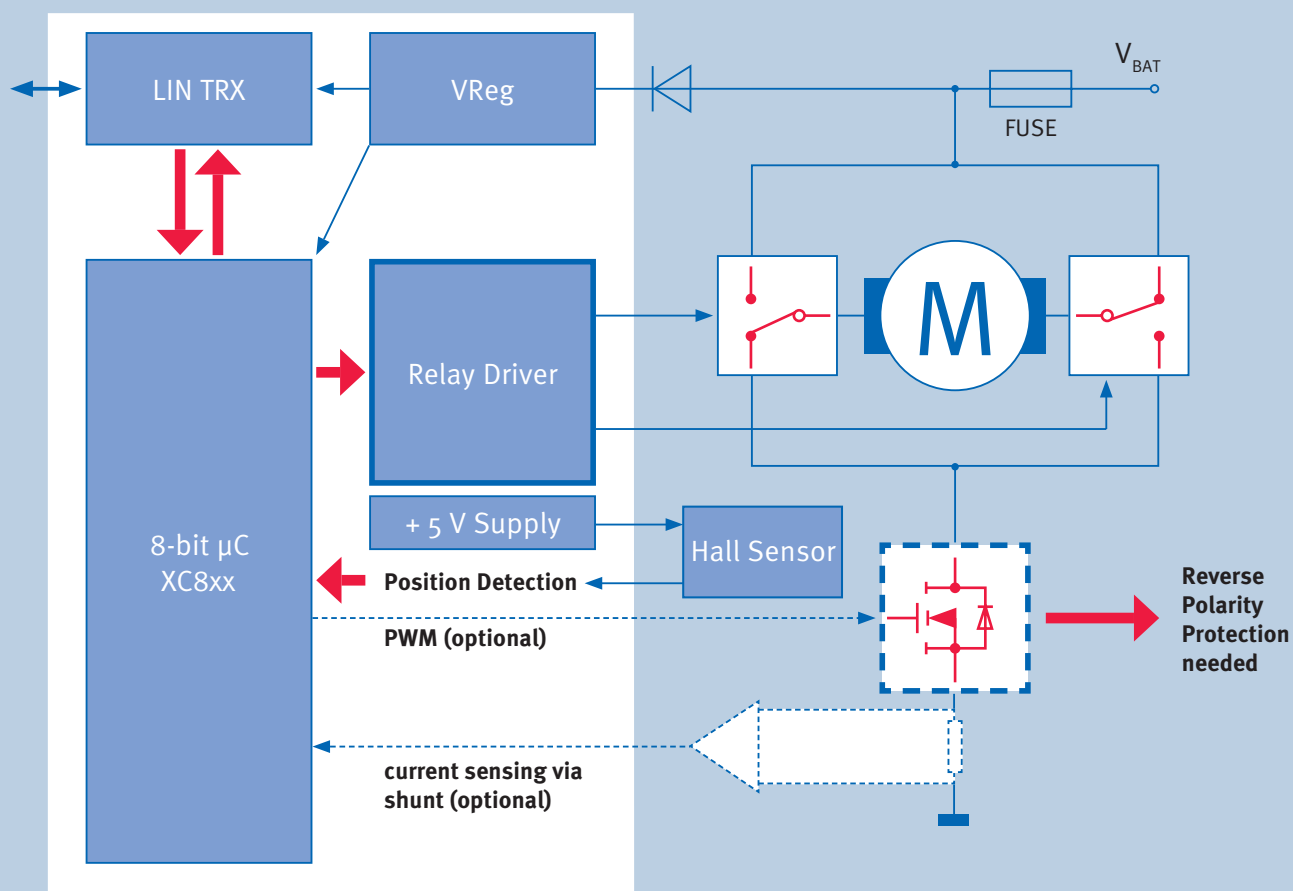 LIN TRX
VReg
V BAT
FUSE
Relay Driver
M
+ 5 V Supply
Hall Sensor
8-bit µC
XC8xx
Position Detection
PWM (optional)
Reverse
Polarity
Protection
needed
current sensing via
shunt (optional)